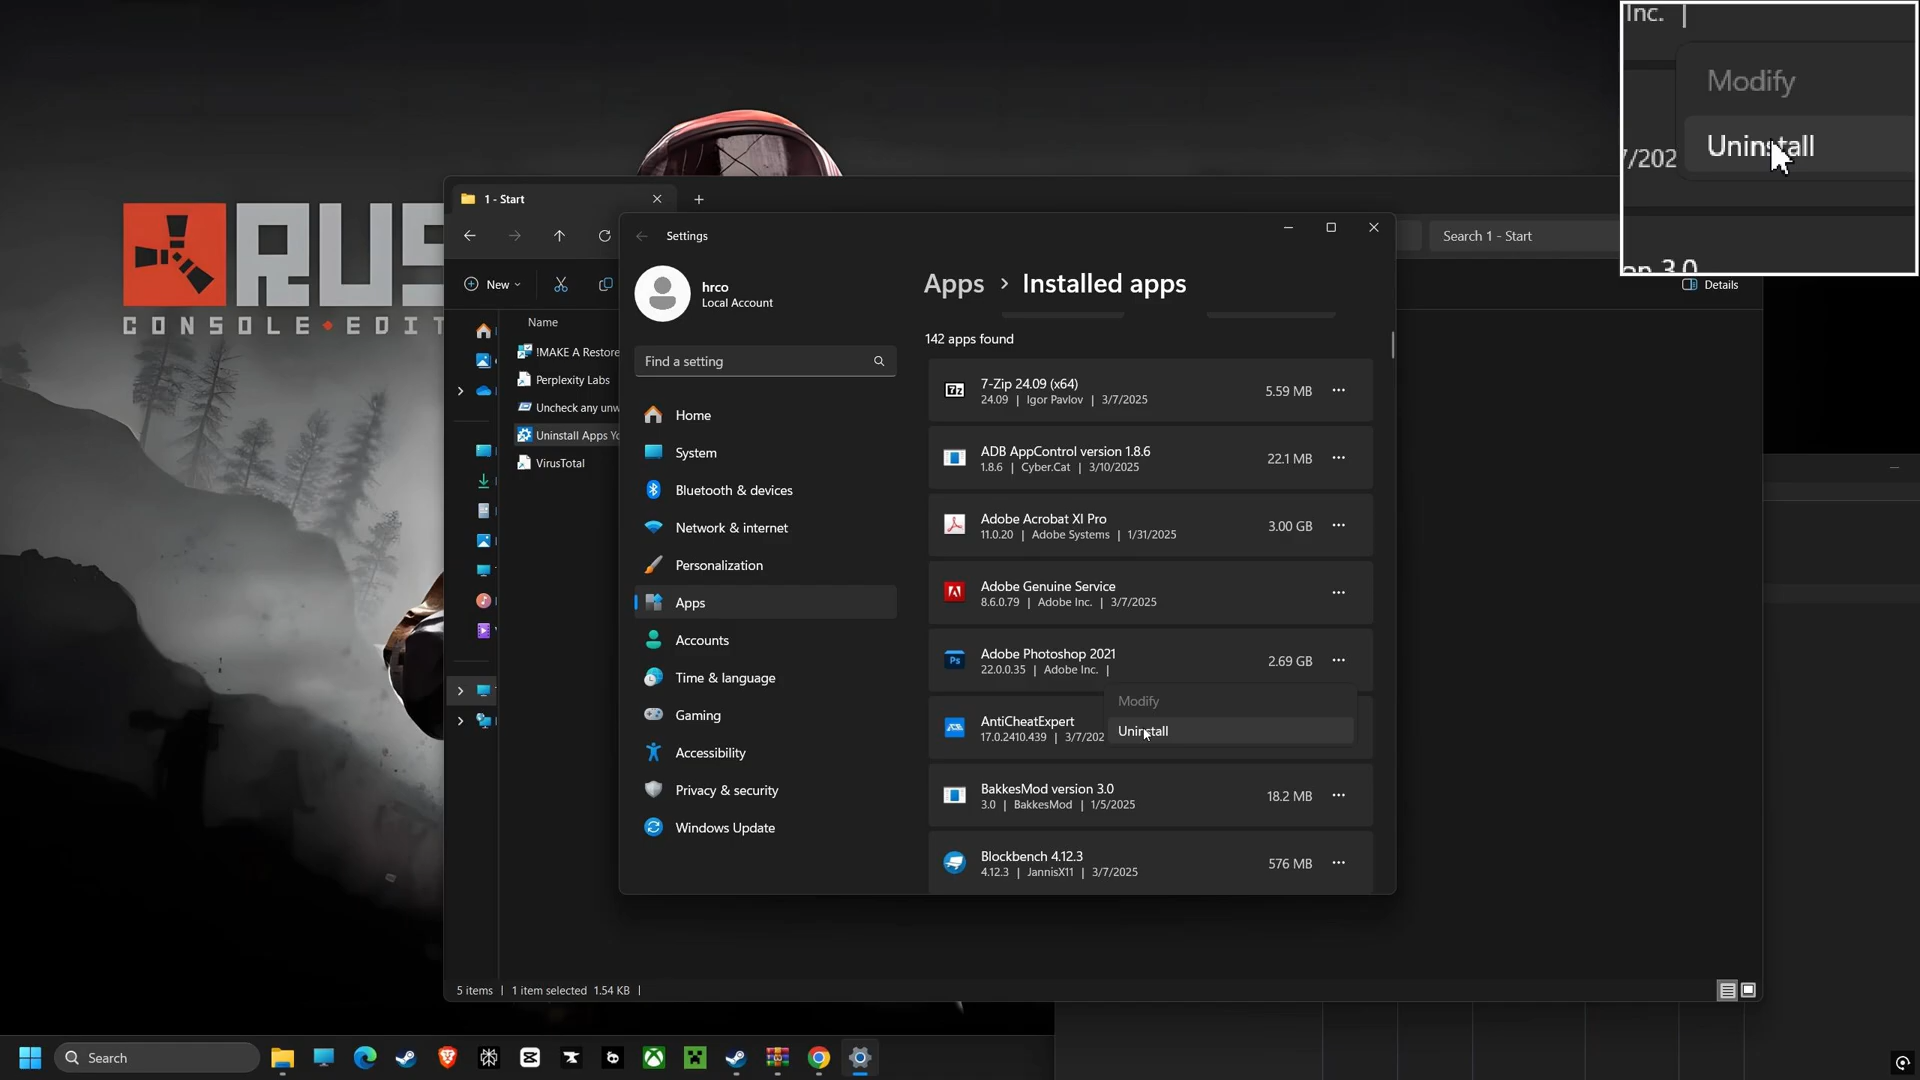 Inc. |
Modify
Uninstall
7/202
op 3.0
RUS
CONSOLE EDIT
1 - Start
Search 1 - Start
New
Details
Name
!MAKE A Restore
Perplexity Labs
Uncheck any unw
Uninstall Apps Yo
VirusTotal
Settings
hrco
Local Account
Find a setting
Home
System
Bluetooth & devices
Network & internet
Personalization
Apps
Accounts
Time & language
Gaming
Accessibility
Privacy & security
Windows Update
Apps > Installed apps
142 apps found
7-Zip 24.09 (x64)
24.09 | Igor Pavlov | 3/7/2025
5.59 MB
ADB AppControl version 1.8.6
1.8.6 | Cyber.Cat | 3/10/2025
22.1 MB
Adobe Acrobat XI Pro
11.0.20 | Adobe Systems | 1/31/2025
3.00 GB
Adobe Genuine Service
8.6.0.79 | Adobe Inc. | 3/7/2025
Adobe Photoshop 2021
22.0.0.35 | Adobe Inc. |
2.69 GB
Modify
Uninstall
AntiCheatExpert
17.0.2410.439 | 3/7/202
BakkesMod version 3.0
3.0 | BakkesMod | 1/5/2025
18.2 MB
Blockbench 4.12.3
4.12.3 | JannisX11 | 3/7/2025
576 MB
5 items | 1 item selected 1.54 KB |
Search